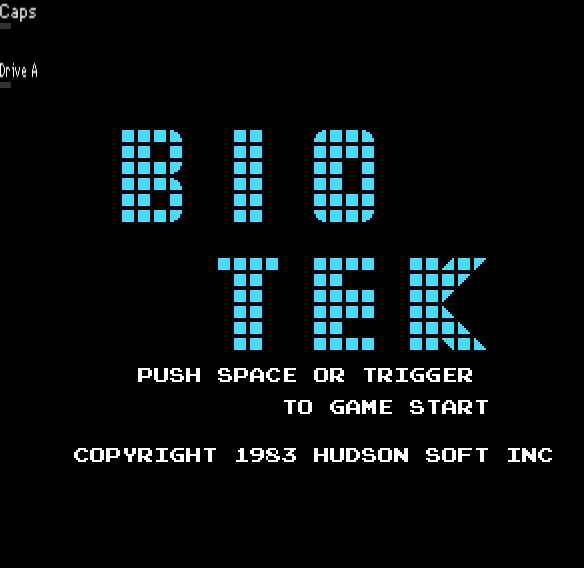 Caps
Drive A
BIO
TEK
PUSH SPACE OR TRIGGER
TO GAME START
COPYRIGHT 1983 HUDSON SOFT INC